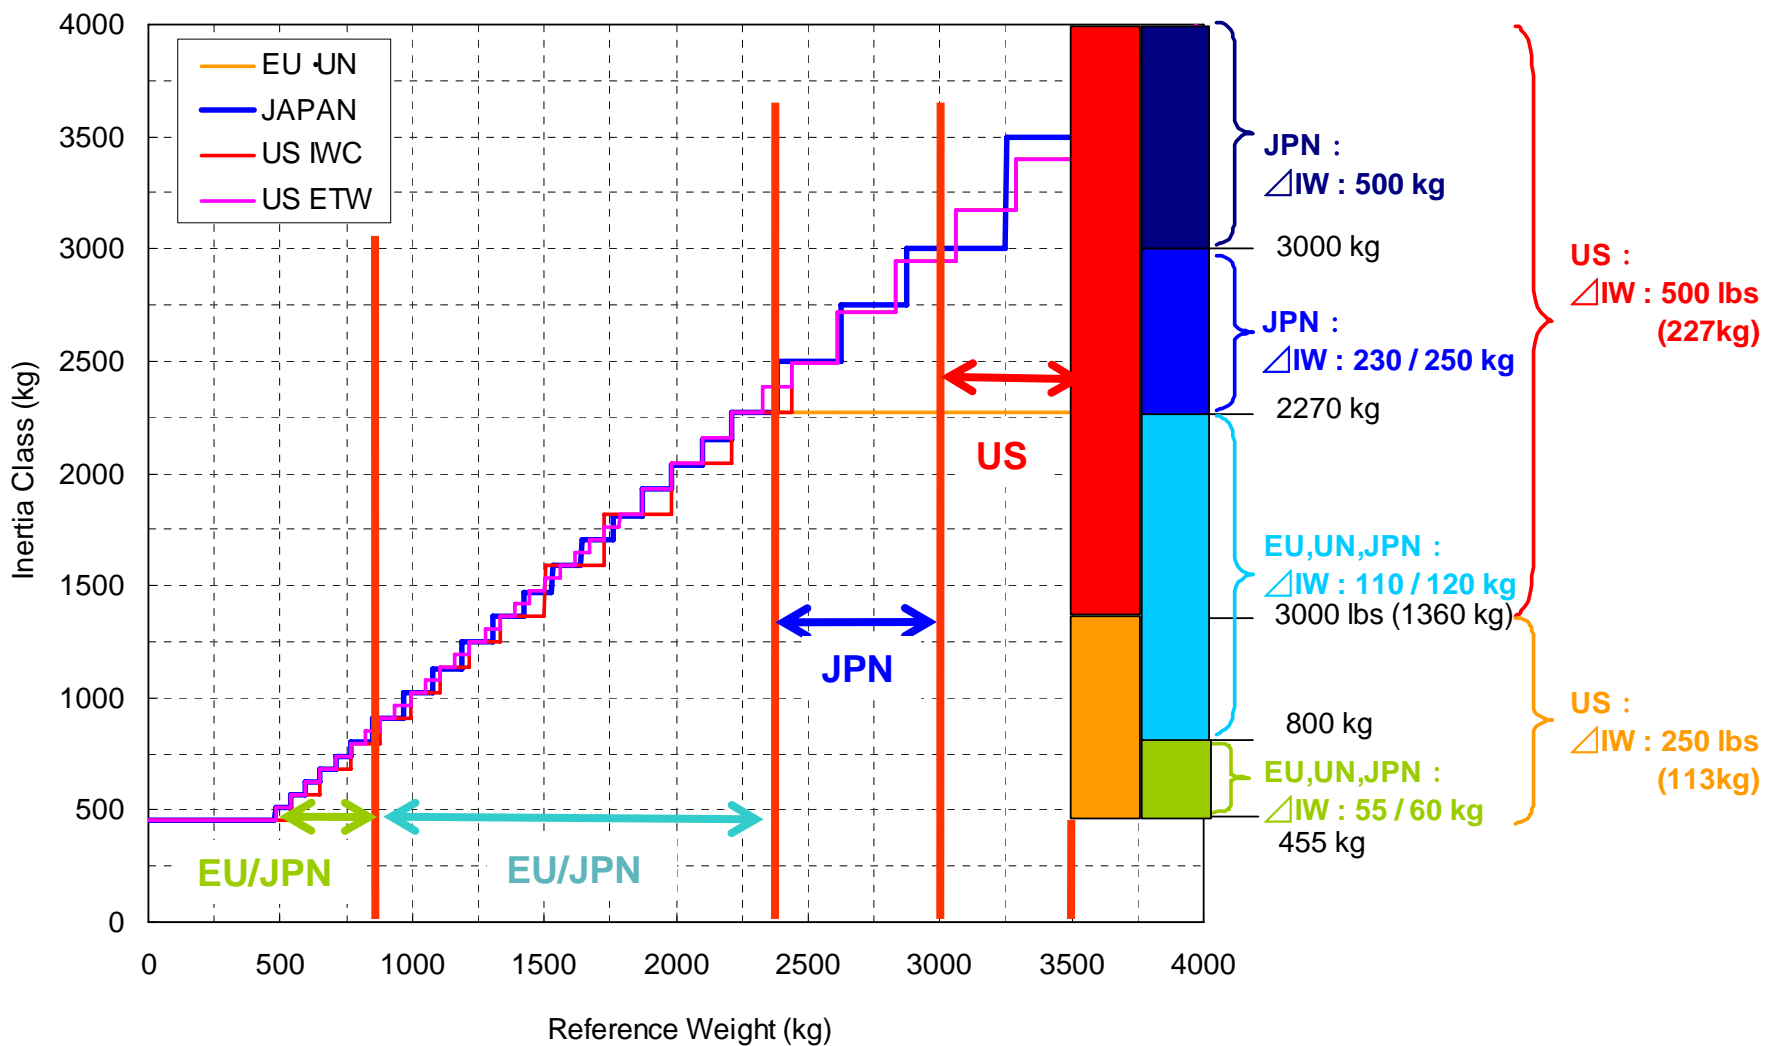 4000
3500
3000
2500
2000
1500
1000
500
0
Inertia Class (kg)
EU •UN
JAPAN
US IWC
US ETW
US
JPN
EU/JPN
EU/JPN
0
500
1000
1500
2000
2500
3000
3500
4000
Reference Weight (kg)
JPN :
⊿IW : 500 kg
3000 kg
JPN :
⊿IW : 230 / 250 kg
2270 kg
EU,UN,JPN :
⊿IW : 110 / 120 kg
3000 lbs (1360 kg)
800 kg
EU,UN,JPN :
⊿IW : 55 / 60 kg
455 kg
US :
⊿IW : 500 lbs
(227kg)
US :
⊿IW : 250 lbs
(113kg)